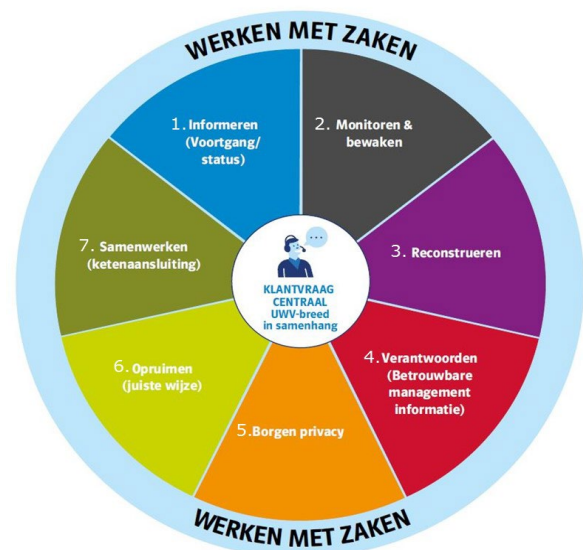 WERKEN MET ZAKEN
1. Informeren
(Voortgang/
status)
2. Monitoren &
bewaken
3. Reconstrueren
4. Verantwoorden
(Betrouwbare
management
informatie)
5. Borgen privacy
6. Opruimen
(juiste wijze)
7. Samenwerken
(ketenaansluiting)
...
KLANTVRAAG
CENTRAAL
UWV-breed
in samenhang
WERKEN MET ZAKEN